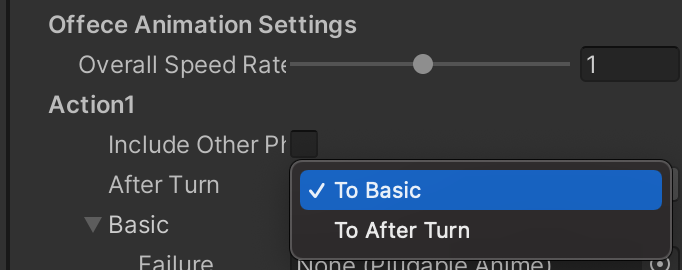 Offece Animation Settings
Overall Speed Rate
1
Action1
Include Other Ph
After Turn
✓ To Basic
To After Turn
Basic
Failure
None (Plugable Anime)